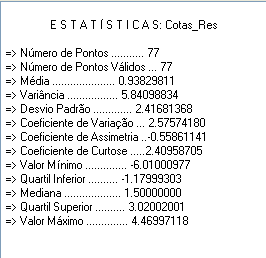 E S T A T Í S T I C A S: Cotas_Res
=> Número de Pontos ........... 77
=> Número de Pontos Válidos ... 77
=> Média ..................... 0.93829811
=> Variância ................. 5.84098834
=> Desvio Padrão ............. 2.41681368
=> Coeficiente de Variação ... 2.57574180
=> Coeficiente de Assimetria ..-0.55861141
=> Coeficiente de Curtose .....2.40958705
=> Valor Mínimo .............. -6.01000977
=> Quartil Inferior .......... -1.17999303
=> Mediana ................... 1.50000000
=> Quartil Superior .......... 3.02002001
=> Valor Máximo .............. 4.46997118